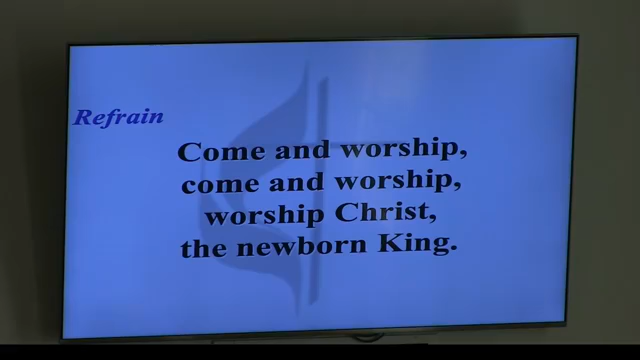 Refrain
Come and worship,
come and worship,
worship Christ,
the newborn King.